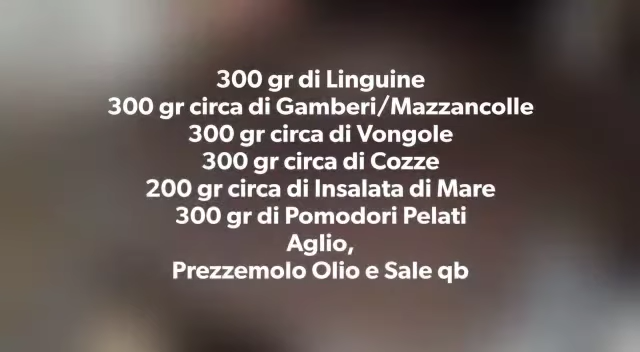 300 gr di Linguine
300 gr circa di Gamberi/Mazzancolle
300 gr circa di Vongole
300 gr circa di Cozze
200 gr circa di Insalata di Mare
300 gr di Pomodori Pelati
Aglio,
Prezzemolo Olio e Sale qb